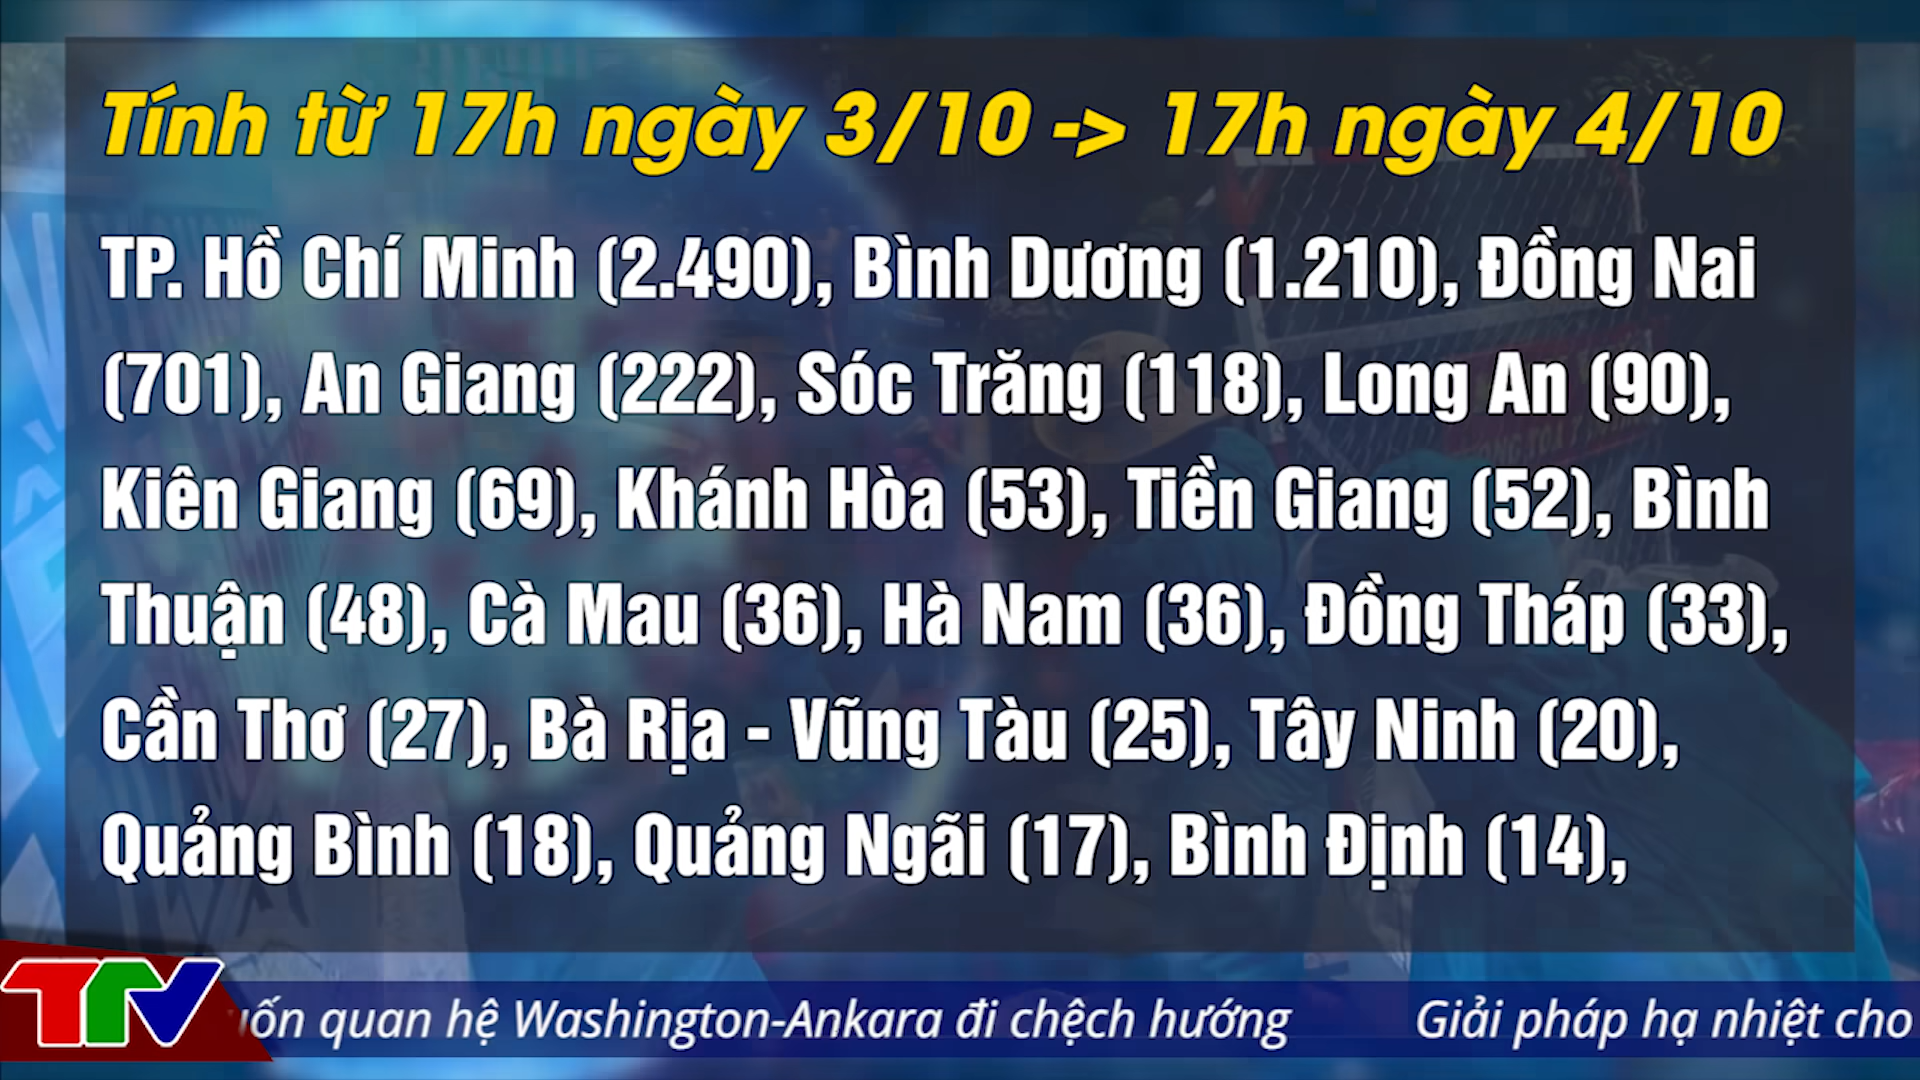 Tính từ 17h ngày 3/10 -> 17h ngày 4/10
TP. Hồ Chí Minh (2.490), Bình Dương (1.210), Đồng Nai
(701), An Giang (222), Sóc Trăng (118), Long An (90),
Kiên Giang (69), Khánh Hòa (53), Tiền Giang (52), Bình
Thuận (48), Cà Mau (36), Hà Nam (36), Đồng Tháp (33),
Cần Thơ (27), Bà Rịa - Vũng Tàu (25), Tây Ninh (20),
Quảng Bình (18), Quảng Ngãi (17), Bình Định (14),
TTV
quan hệ Washington-Ankara đi chệch hướng
Giải pháp hạ nhiệt cho